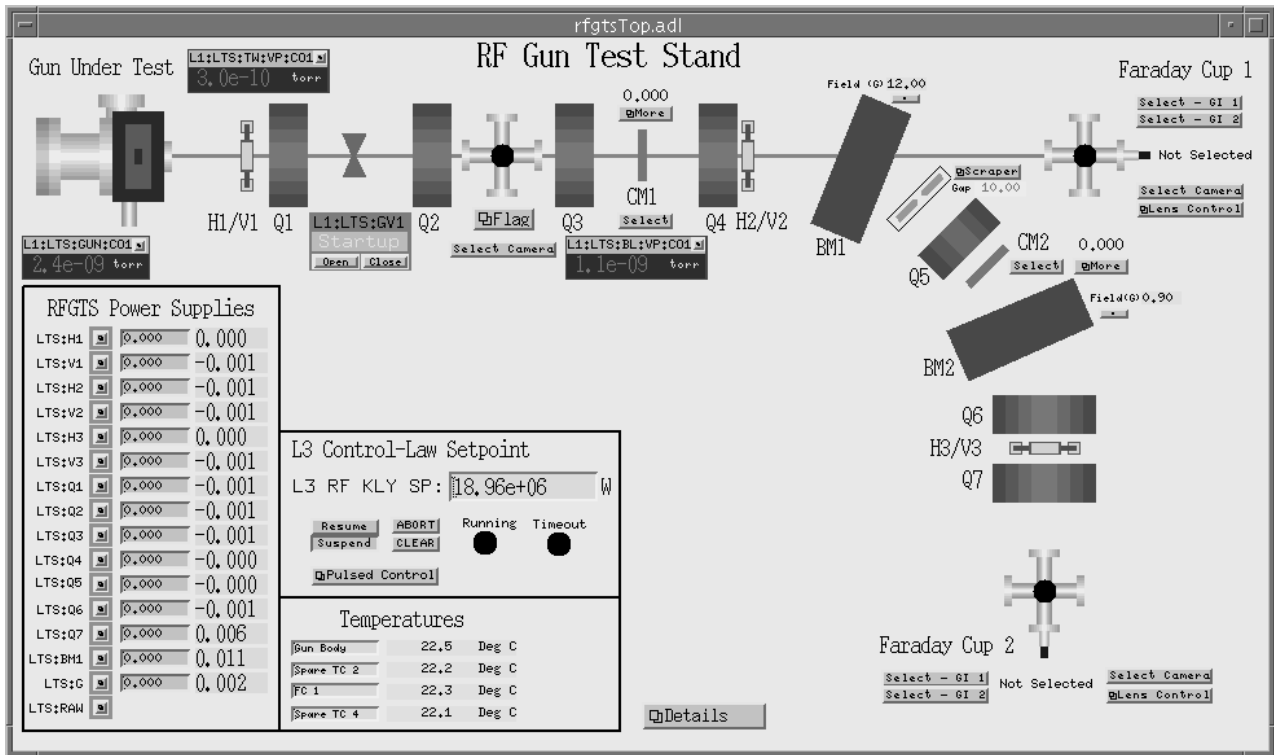 rfgtsTop.adl
RF Gun Test Stand
Gun Under Test
L1:LTS:TW:VP:CO1
3.0e-10 torr
Faraday Cup 1
Select - GI 1
Select - GI 2
Not Selected
Select Camera
Lens Control
Field (G) 12.00
0.000
More
CM1
Select
Scraper
Gap 10.00
H1/V1
Q1
L1:LTS:GV1
Startup
Open Close
Q2
Flag
Select Camera
Q3
Q4
H2/V2
BM1
L1:LTS:GUN:CO1
2.4e-09 torr
L1:LTS:BL:VP:CO1
1.1e-09 torr
Q5
CM2
Select
0.000
More
Field(G) 0.90
BM2
Q6
H3/V3
Q7
RFGTS Power Supplies
LTS:H1 0.000 0.000
LTS:V1 0.000 -0.001
LTS:H2 0.000 -0.001
LTS:V2 0.000 -0.001
LTS:H3 0.000 0.000
LTS:V3 0.000 -0.001
LTS:Q1 0.000 -0.001
LTS:Q2 0.000 -0.001
LTS:Q3 0.000 -0.001
LTS:Q4 0.000 -0.000
LTS:Q5 0.000 -0.000
LTS:Q6 0.000 -0.001
LTS:Q7 0.000 0.006
LTS:BM1 0.000 0.011
LTS:G 0.000 0.002
LTS:RAW
L3 Control-Law Setpoint
L3 RF KLY SP: 18.96e+06 W
Resume ABORT Running Timeout
Suspend CLEAR
Pulsed Control
Temperatures
Gun Body 22.5 Deg C
Spare TC 2 22.2 Deg C
FC 1 22.3 Deg C
Spare TC 4 22.1 Deg C
Details
Faraday Cup 2
Select - GI 1
Select - GI 2
Not Selected
Select Camera
Lens Control